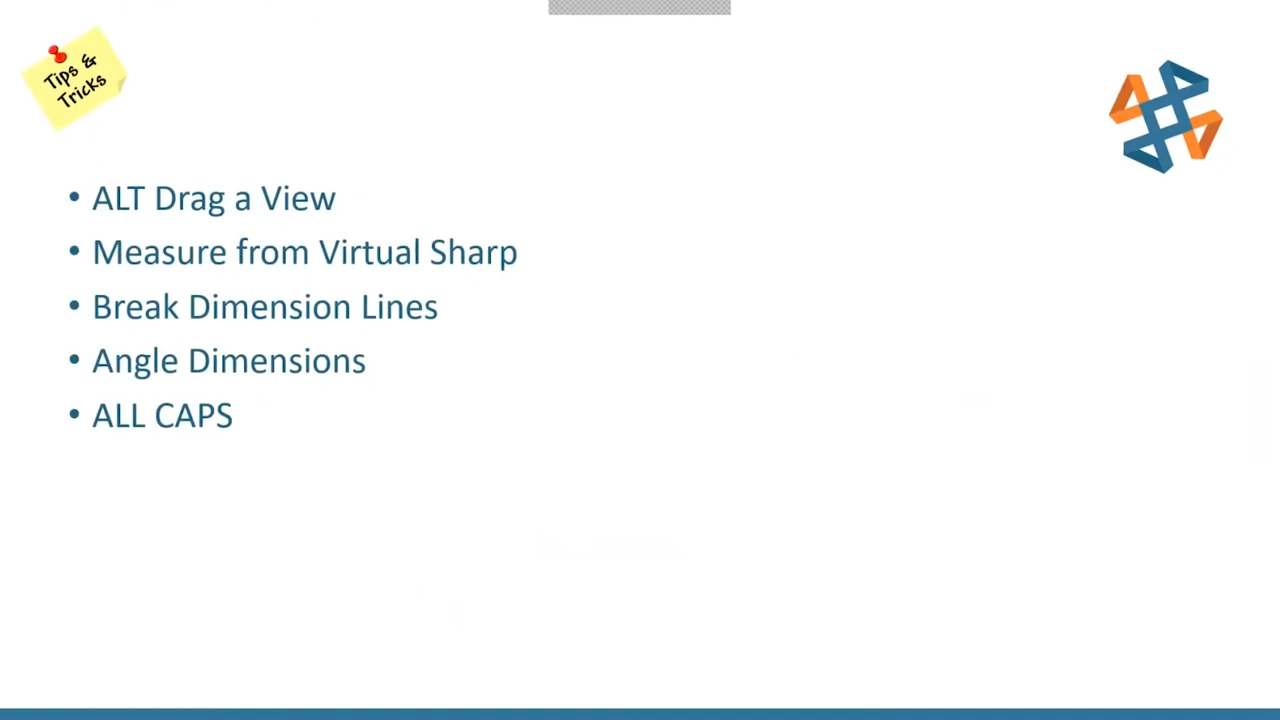 Tips &
Tricks
• ALT Drag a View
• Measure from Virtual Sharp
• Break Dimension Lines
• Angle Dimensions
• ALL CAPS